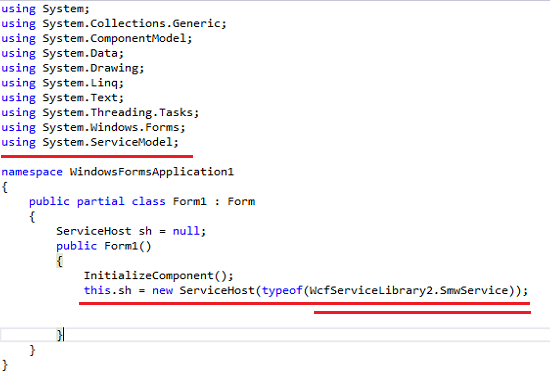 using System;
using System.Collections.Generic;
using System.ComponentModel;
using System.Data;
using System.Drawing;
using System.Linq;
using System.Text;
using System.Threading.Tasks;
using System.Windows.Forms;
using System.ServiceModel;
namespace WindowsFormsApplication1
{
    public partial class Form1 : Form
    {
        ServiceHost sh = null;
        public Form1()
        {
            InitializeComponent();
            this.sh = new ServiceHost(typeof(WcfServiceLibrary2.SmwService));
        }
    }
}